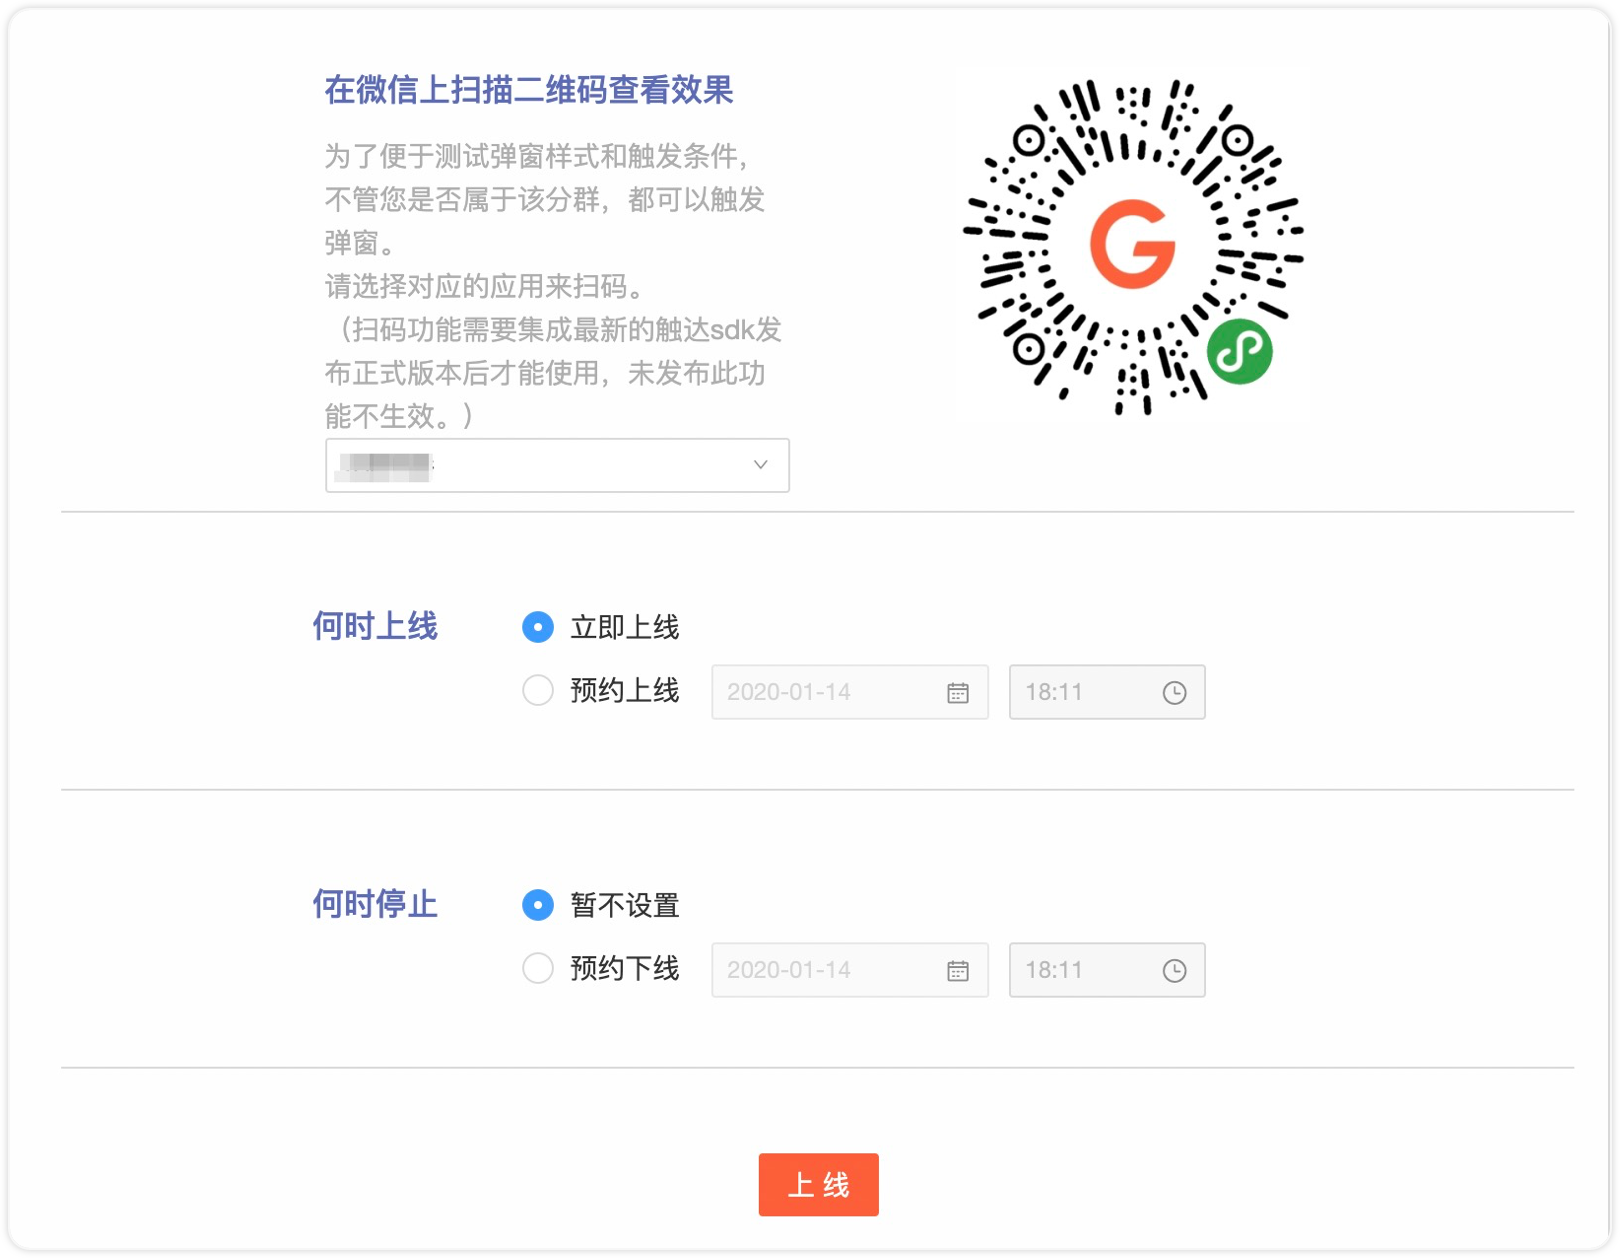 在微信上扫描二维码查看效果
为了便于测试弹窗样式和触发条件，
不管您是否属于该分群，都可以触发
弹窗。
请选择对应的应用来扫码。
（扫码功能需要集成最新的触达sdk发
布正式版本后才能使用，未发布此功
能不生效。）
G
何时上线
立即上线
预约上线 2020-01-14 18:11
何时停止
暂不设置
预约下线 2020-01-14 18:11
上线